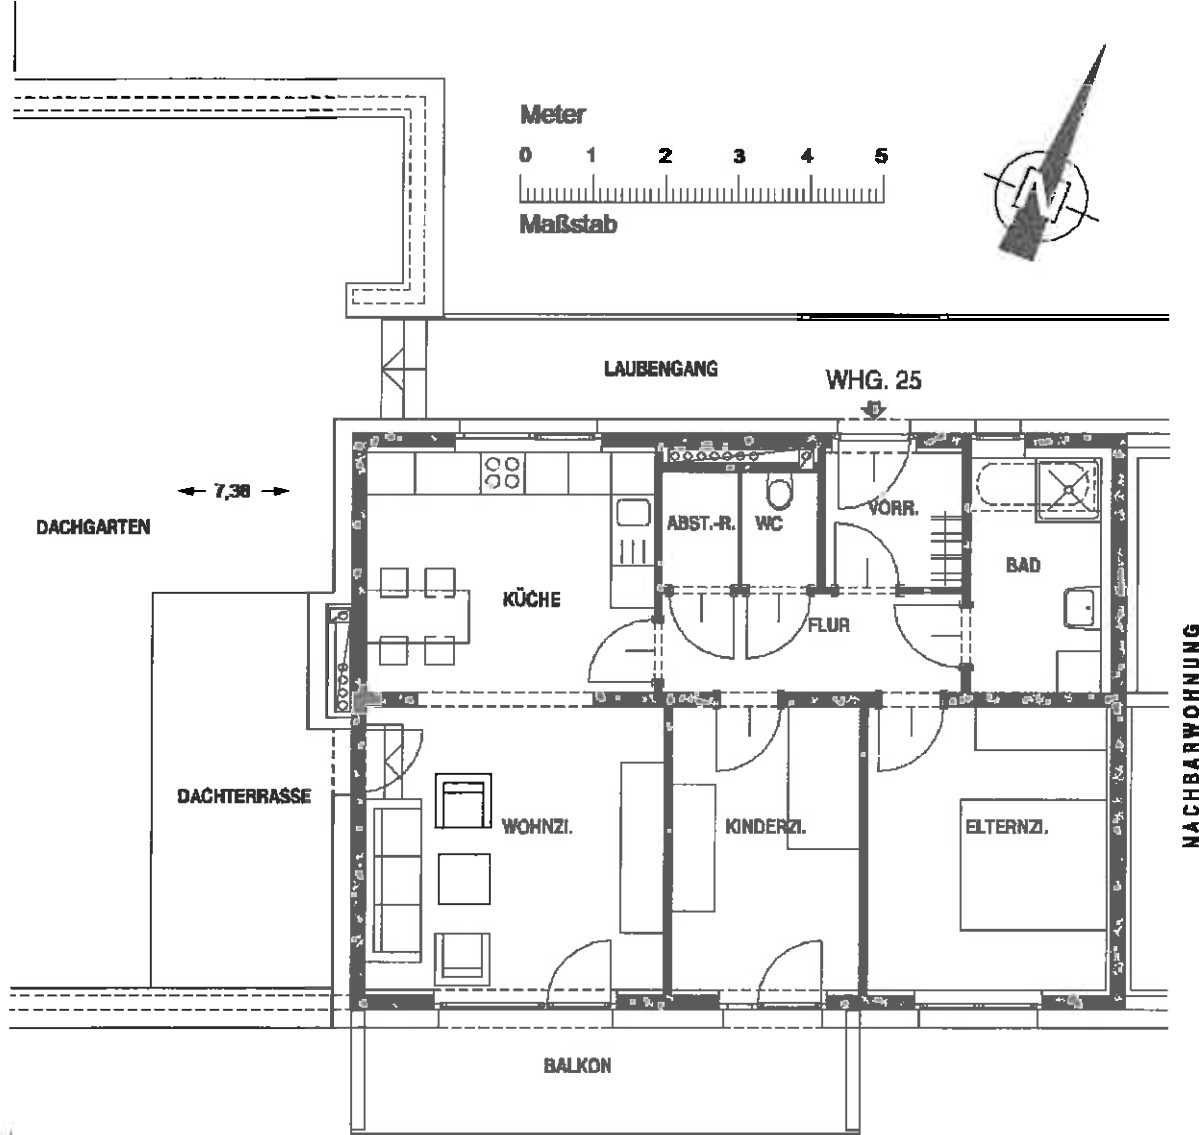 Meter
0 1 2 3 4 5
Maßstab
N
LAUBENGANG
WHG. 25
7,38
DACHGARTEN
ABST.-R.
WC
VORR.
BAD
KÜCHE
FLUR
NACHBARWOHNUNG
DACHTERRASSE
WOHNZI.
KINDERZI.
ELTERNZI.
BALKON